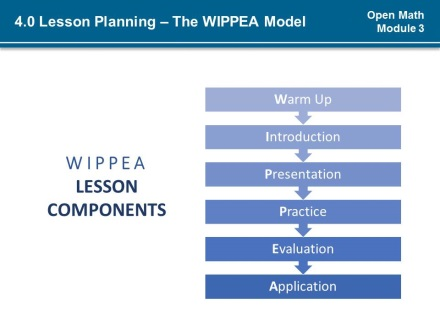 4.0 Lesson Planning – The WIPPEA Model
Open Math
Module 3
WIPPEA
LESSON
COMPONENTS
Warm Up
Introduction
Presentation
Practice
Evaluation
Application